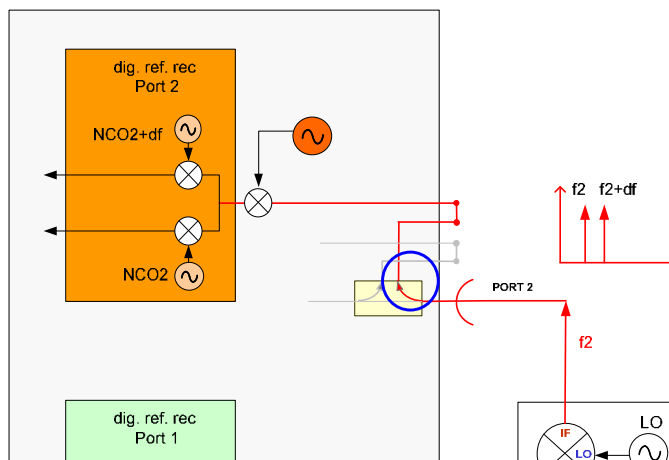 dig. ref. rec
Port 2
NCO2+df
NCO2
f2 f2+df
PORT 2
f2
dig. ref. rec
Port 1
LO
IF
LO